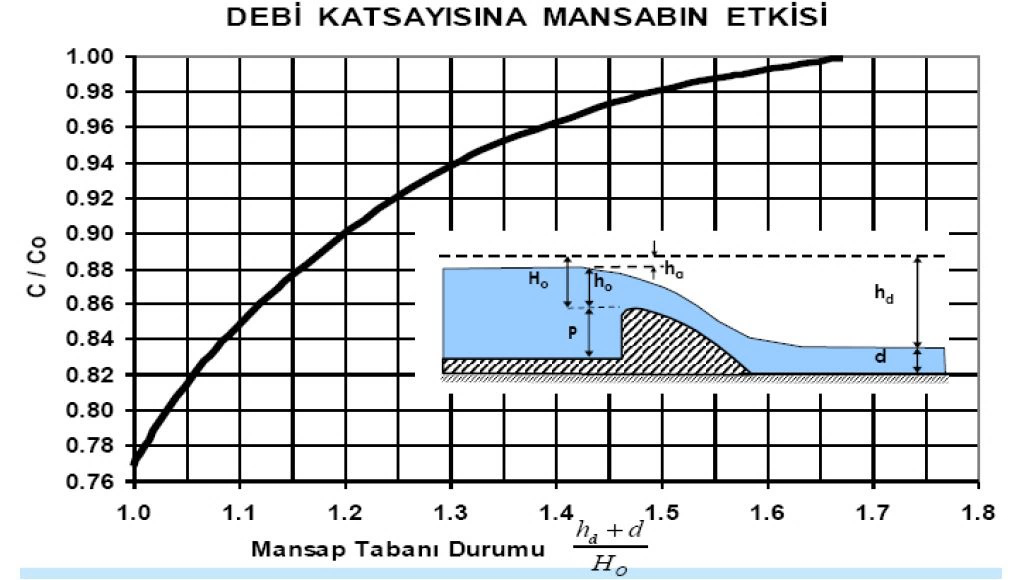 DEBİ KATSAYISINA MANSABIN ETKİSİ
C / Co
1.00
0.98
0.96
0.94
0.92
0.90
0.88
0.86
0.84
0.82
0.80
0.78
0.76
Ho
ho
ha
hd
P
d
1.0 1.1 1.2 1.3 1.4 1.5 1.6 1.7 1.8
Mansap Tabanı Durumu
hd + d
Ho